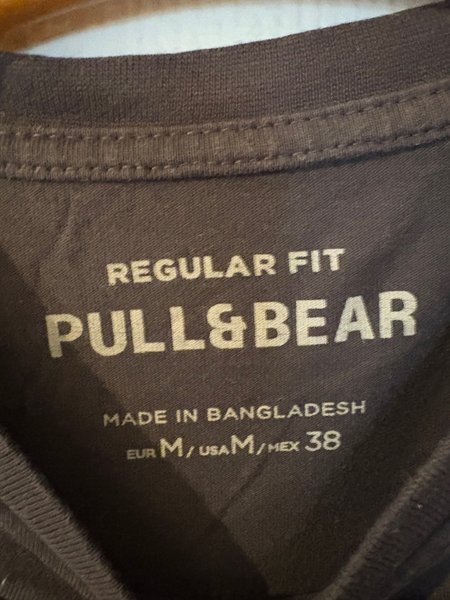 REGULAR FIT
PULL&BEAR
MADE IN BANGLADESH
EUR M/USA M/MEX 38